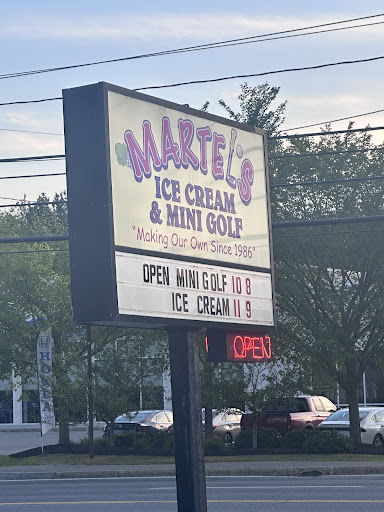 MARTEL'S
ICE CREAM
& MINI GOLF
"Making Our Own Since 1986"
OPEN MINI GOLF 10 8
ICE CREAM 11 9
OPEN